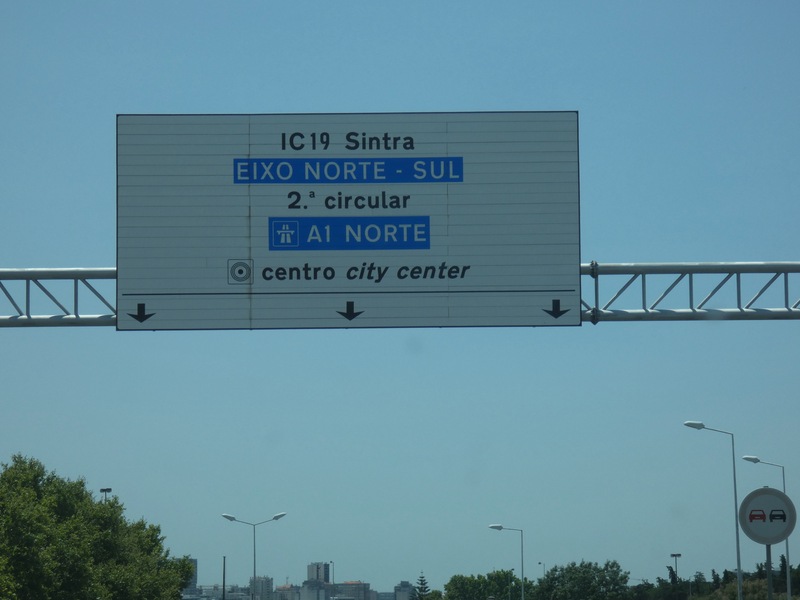 IC19 Sintra
EIXO NORTE - SUL
2.ª circular
A1 NORTE
centro city center